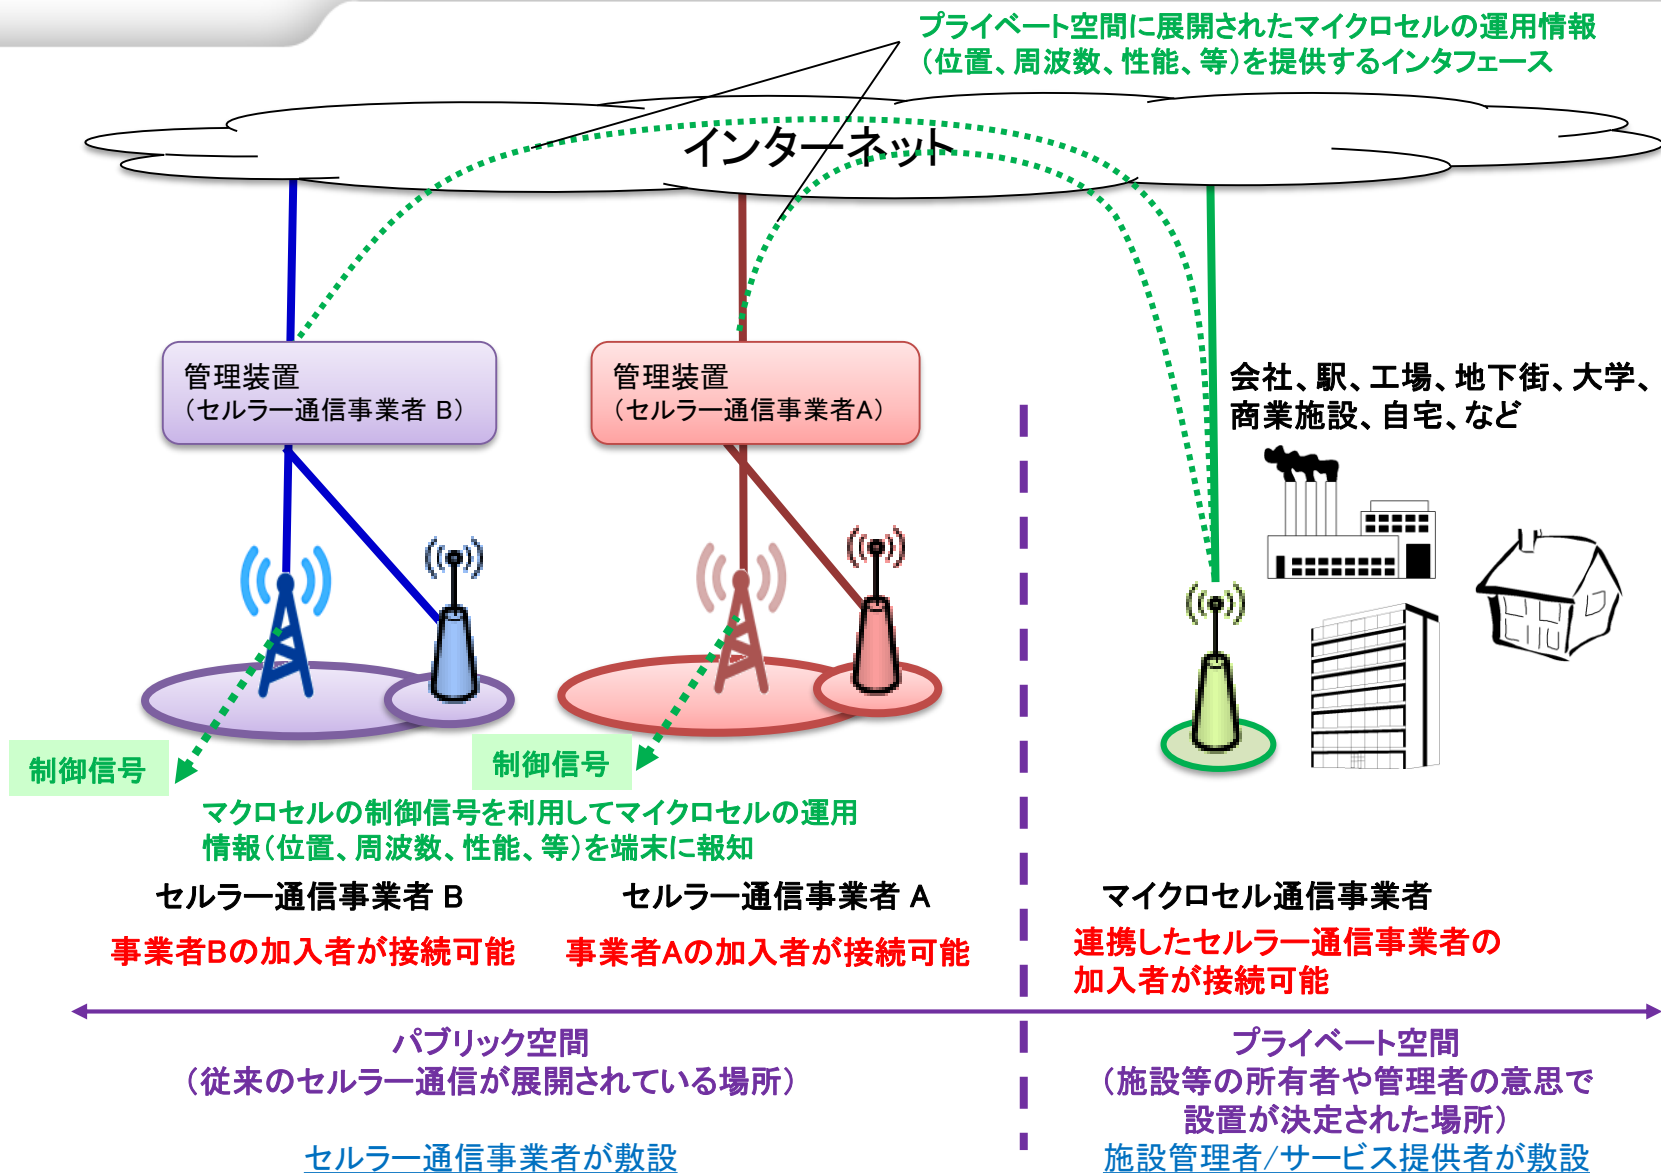 プライベート空間に展開されたマイクロセルの運用情報
(位置、周波数、性能、等)を提供するインタフェース
インターネット
管理装置
(セルラー通信事業者 B)
管理装置
(セルラー通信事業者A)
会社、駅、工場、地下街、大学、
商業施設、自宅、など
制御信号
制御信号
マクロセルの制御信号を利用してマイクロセルの運用
情報(位置、周波数、性能、等)を端末に報知
セルラー通信事業者 B
セルラー通信事業者 A
マイクロセル通信事業者
事業者Bの加入者が接続可能
事業者Aの加入者が接続可能
連携したセルラー通信事業者の
加入者が接続可能
パブリック空間
(従来のセルラー通信が展開されている場所)
セルラー通信事業者が敷設
プライベート空間
(施設等の所有者や管理者の意思で
設置が決定された場所)
施設管理者/サービス提供者が敷設